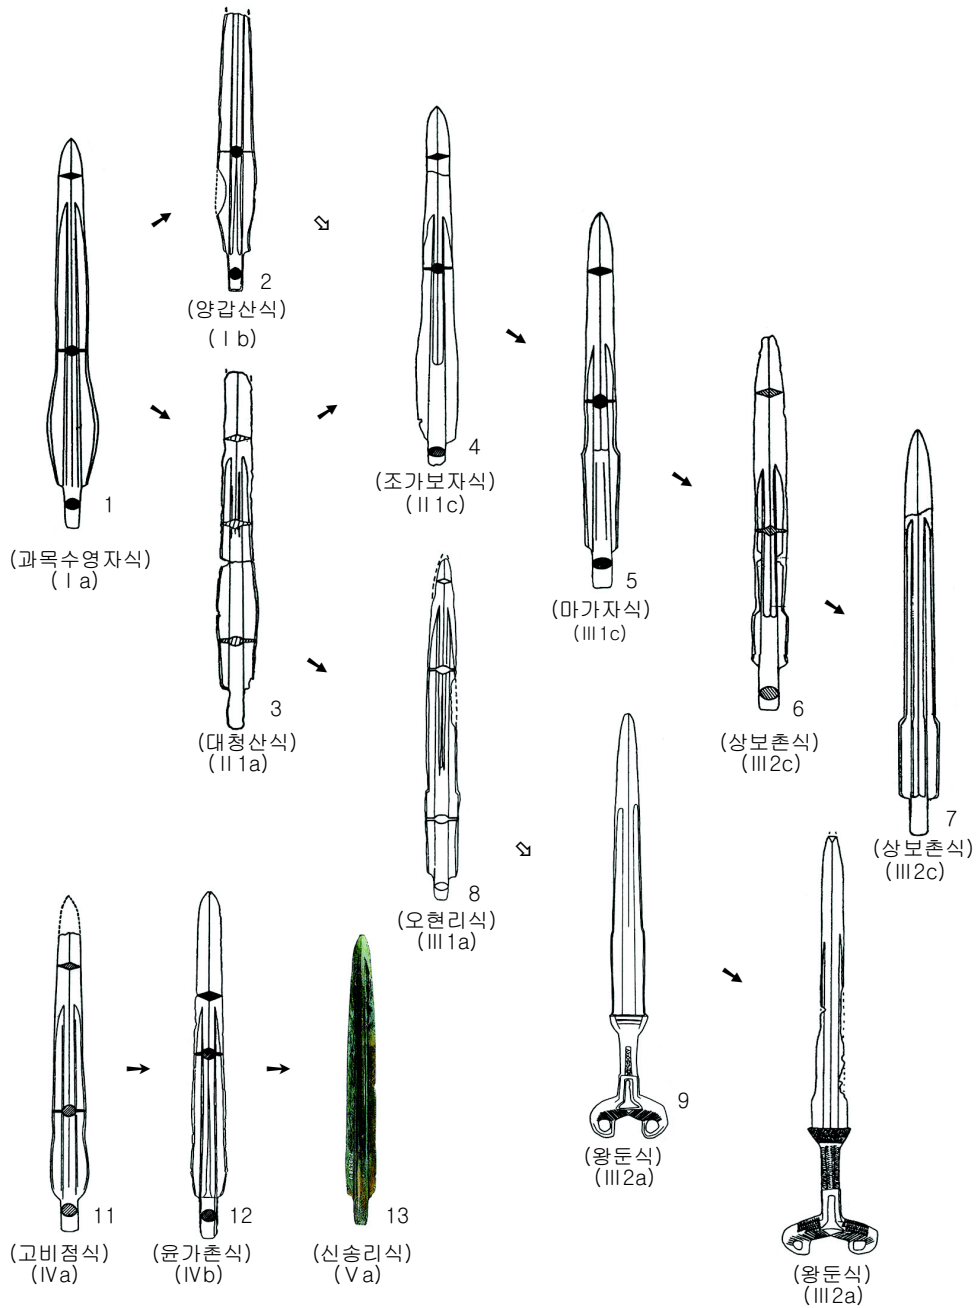 1
(과목수영자식)
(Ⅰa)
2
(양갑산식)
(Ⅰb)
3
(대청산식)
(Ⅱ1a)
4
(조가보자식)
(Ⅱ1c)
5
(마가자식)
(Ⅲ1c)
6
(상보촌식)
(Ⅲ2c)
7
(상보촌식)
(Ⅲ2c)
8
(오현리식)
(Ⅲ1a)
9
(왕둔식)
(Ⅲ2a)
(왕둔식)
(Ⅲ2a)
11
(고비점식)
(Ⅳa)
12
(윤가촌식)
(Ⅳb)
13
(신송리식)
(Ⅴa)